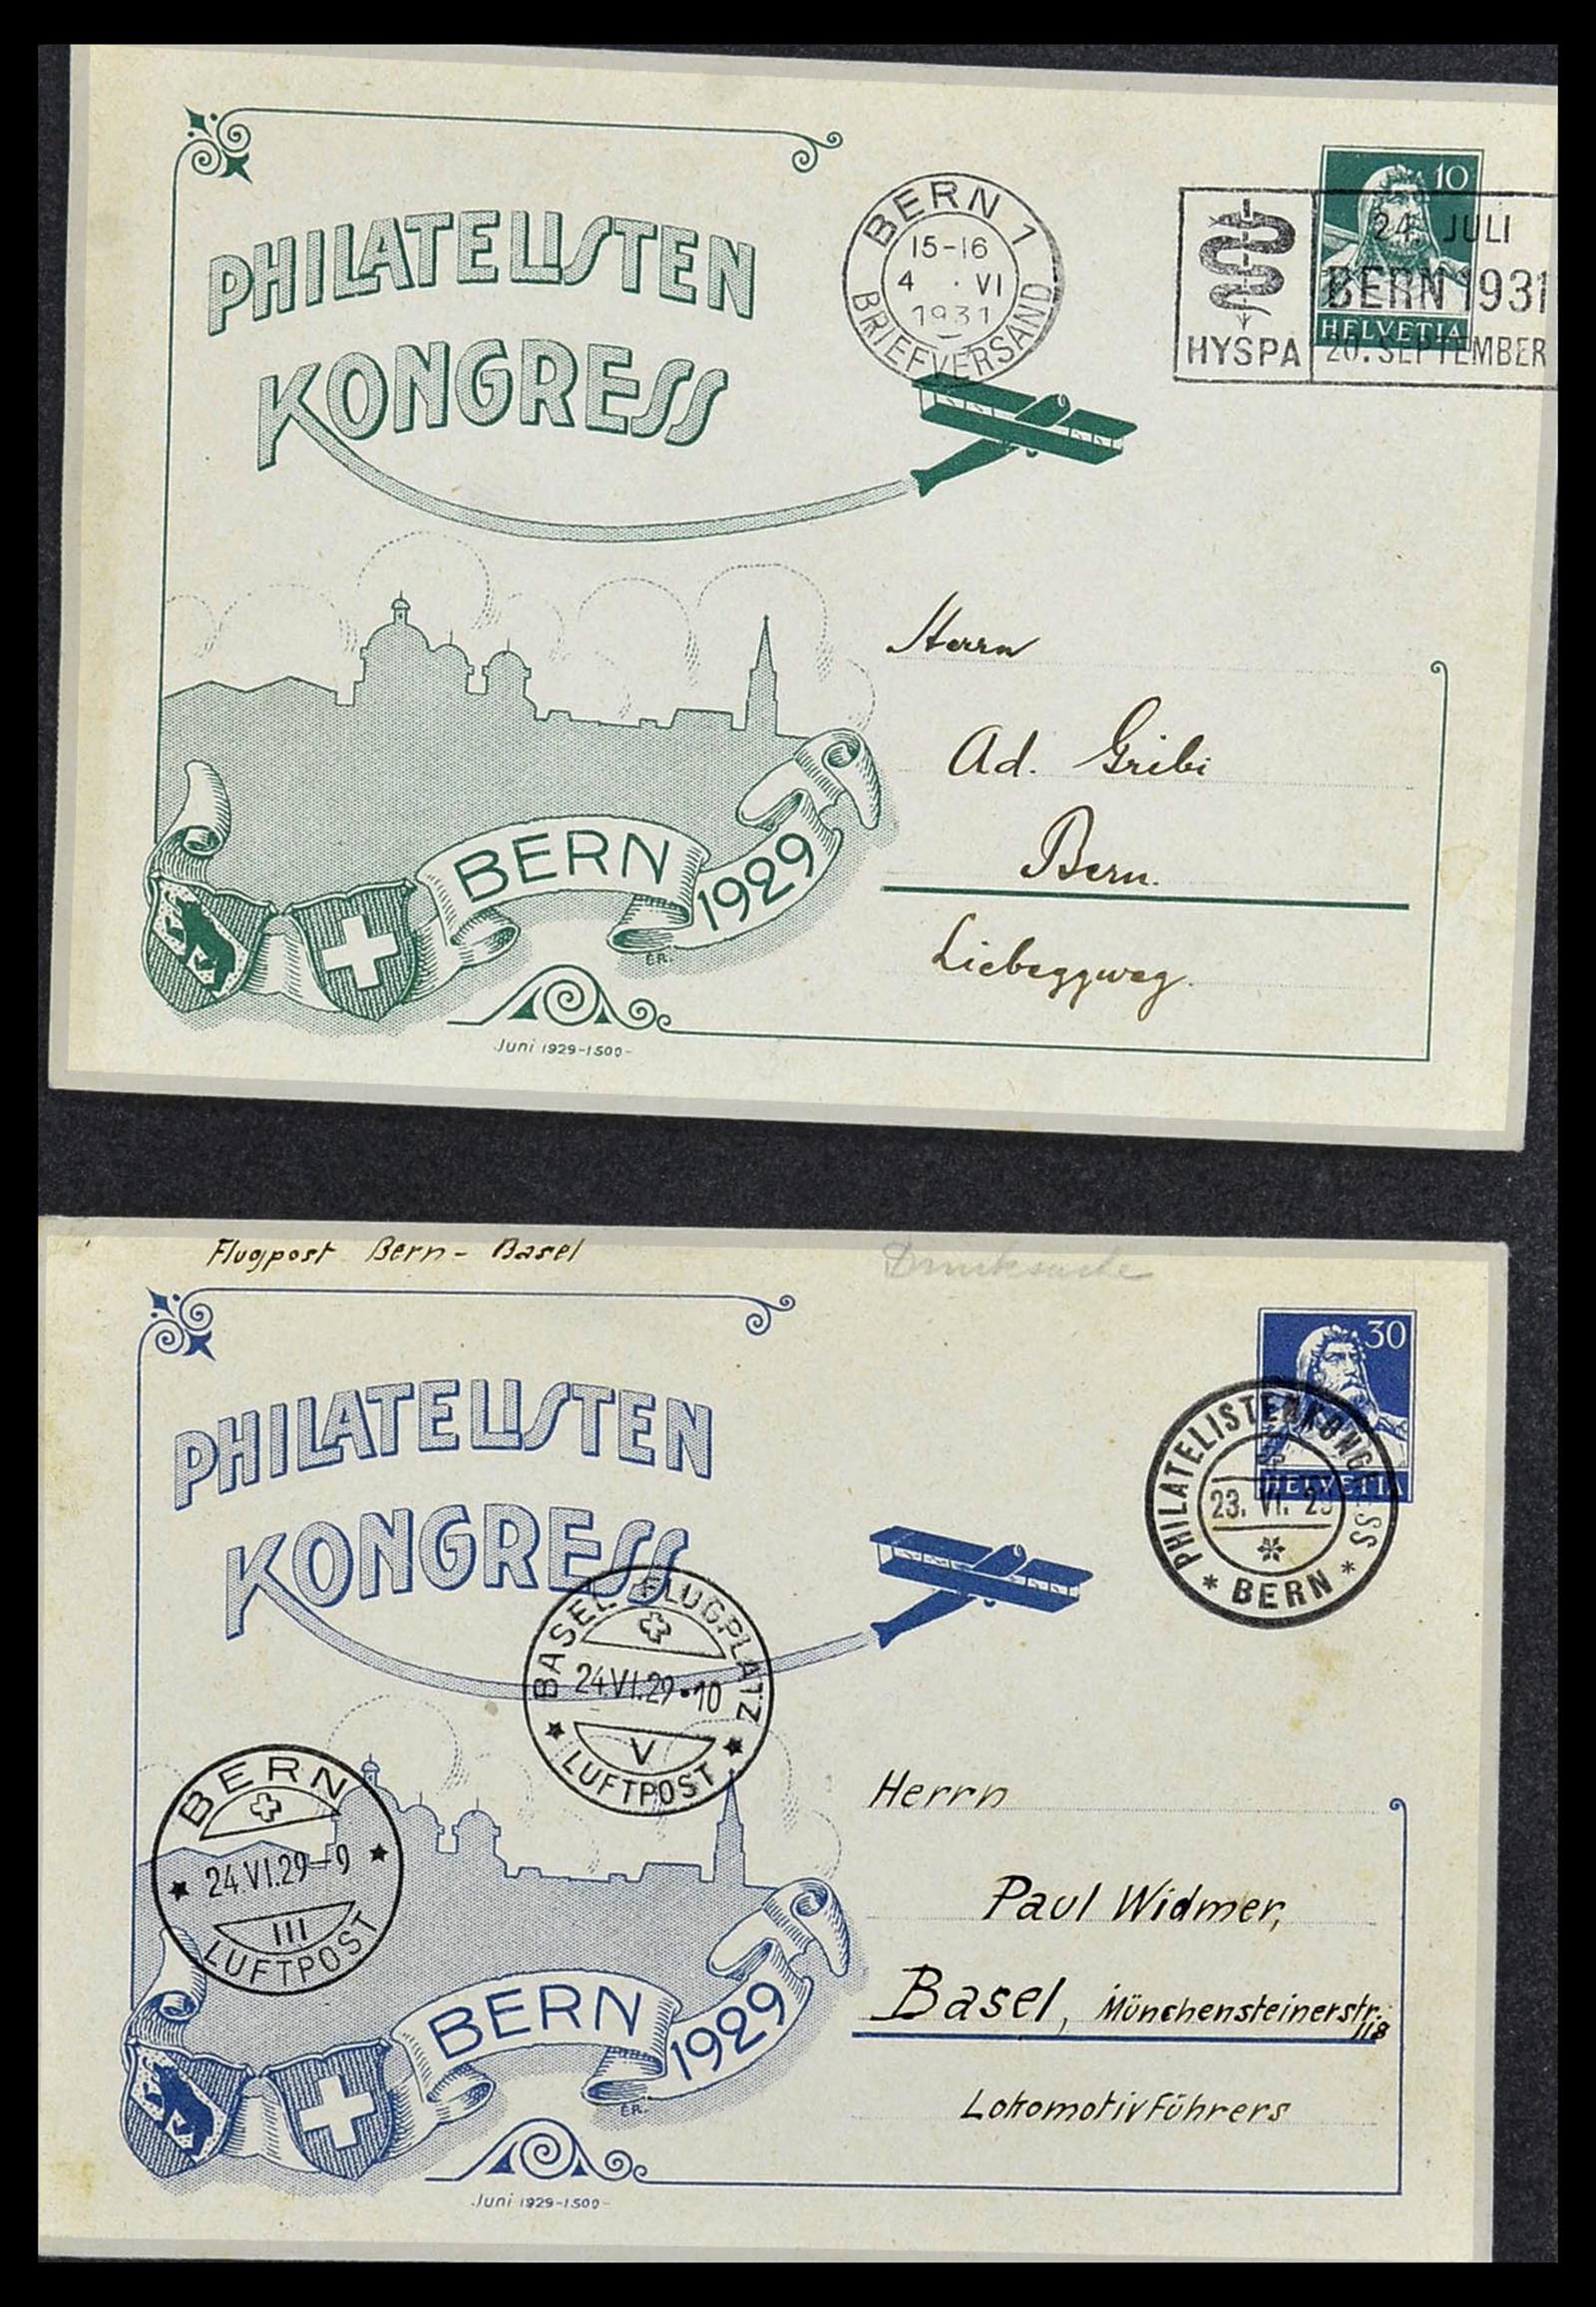 PHILATELISTEN
KONGRESS
BERN 1
15-16
4 . VI
1931
BRIEFVERSAND
10
HELVETIA
24. JULI
BERN 1931
HYSPA
20. SEPTEMBER
Herrn
Ad. Gribi
Bern.
Liebeggweg.
BERN
1929
ER.
Juni 1929-1500-
Flugpost Bern - Basel
Drucksache
PHILATELISTEN
KONGRESS
30
HELVETIA
PHILATELISTENKONGRESS
23. VI. 29
* BERN *
BASEL FLUGPLATZ
24.VI.29-10
V
LUFTPOST
BERN
24.VI.29-9
III
LUFTPOST
Herrn
Paul Widmer,
Basel, Münchensteinerstr.
118
Lokomotivführers
BERN
1929
ER.
Juni 1929-1500-